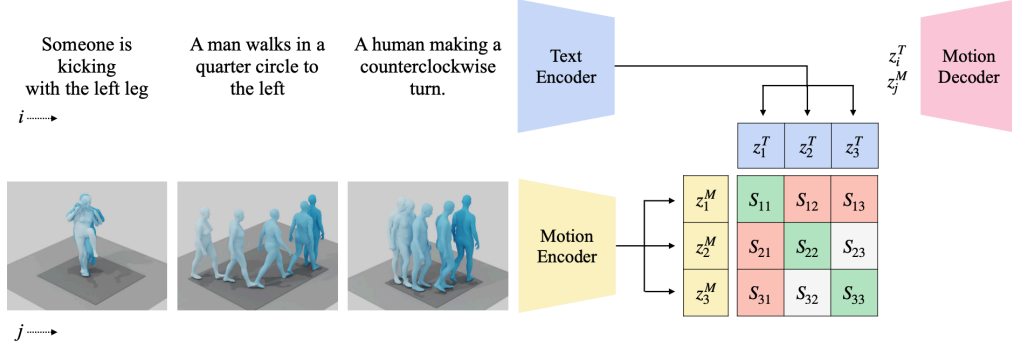 Someone is
kicking
with the left leg
A man walks in a
quarter circle to
the left
A human making a
counterclockwise
turn.
i
Text
Encoder
z_i^T
z_j^M
Motion
Decoder
z_1^T z_2^T z_3^T
Motion
Encoder
z_1^M S_11 S_12 S_13
z_2^M S_21 S_22 S_23
z_3^M S_31 S_32 S_33
j